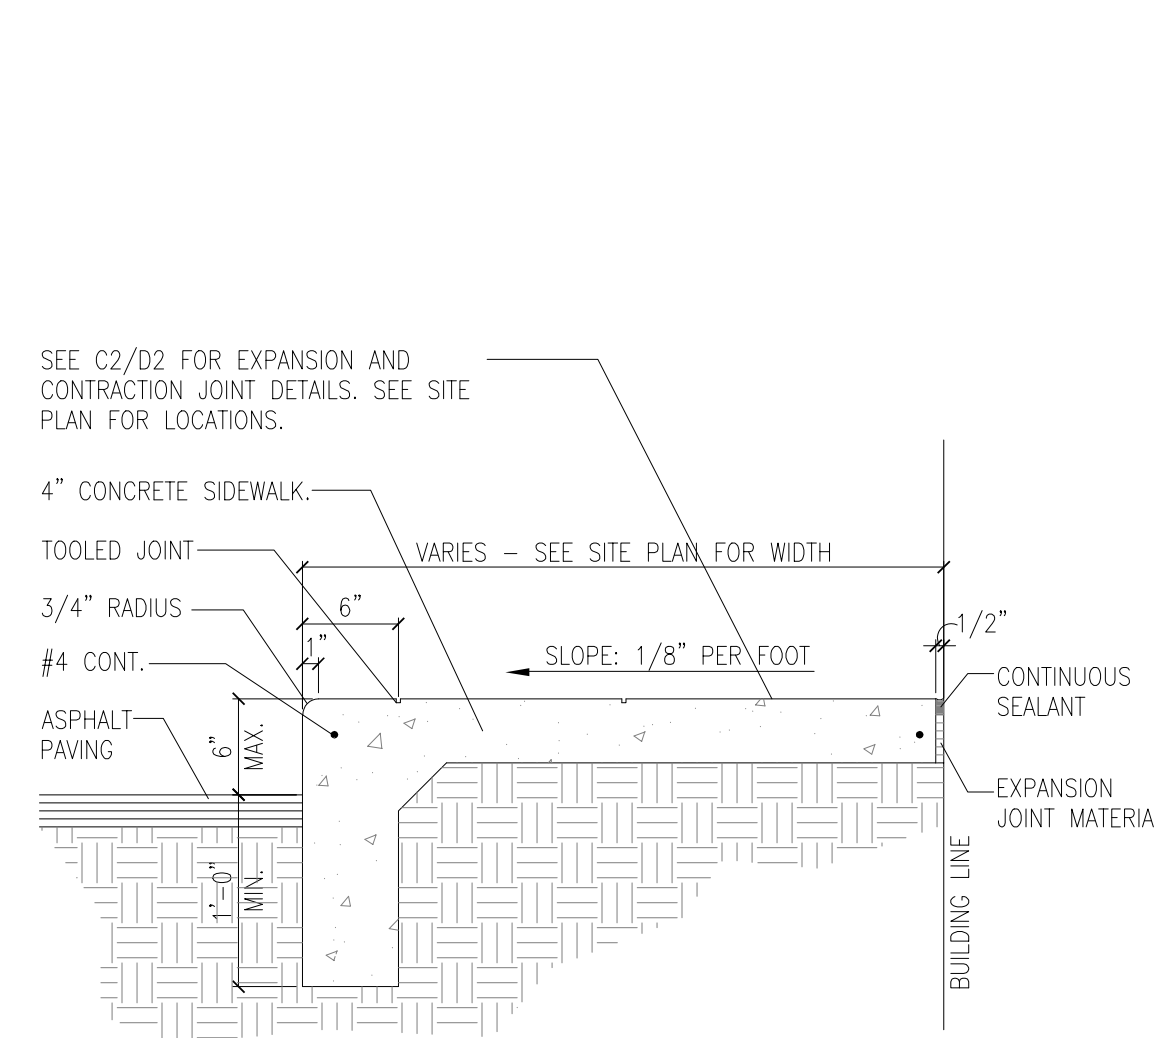 SEE C2/D2 FOR EXPANSION AND
CONTRACTION JOINT DETAILS. SEE SITE
PLAN FOR LOCATIONS.
4” CONCRETE SIDEWALK.
TOOLED JOINT
VARIES – SEE SITE PLAN FOR WIDTH
3/4” RADIUS
6”
1/2”
1”
#4 CONT.
SLOPE: 1/8” PER FOOT
CONTINUOUS
SEALANT
ASPHALT
PAVING
6”
MAX.
EXPANSION
JOINT MATERIA
1’–0”
MIN.
BUILDING LINE